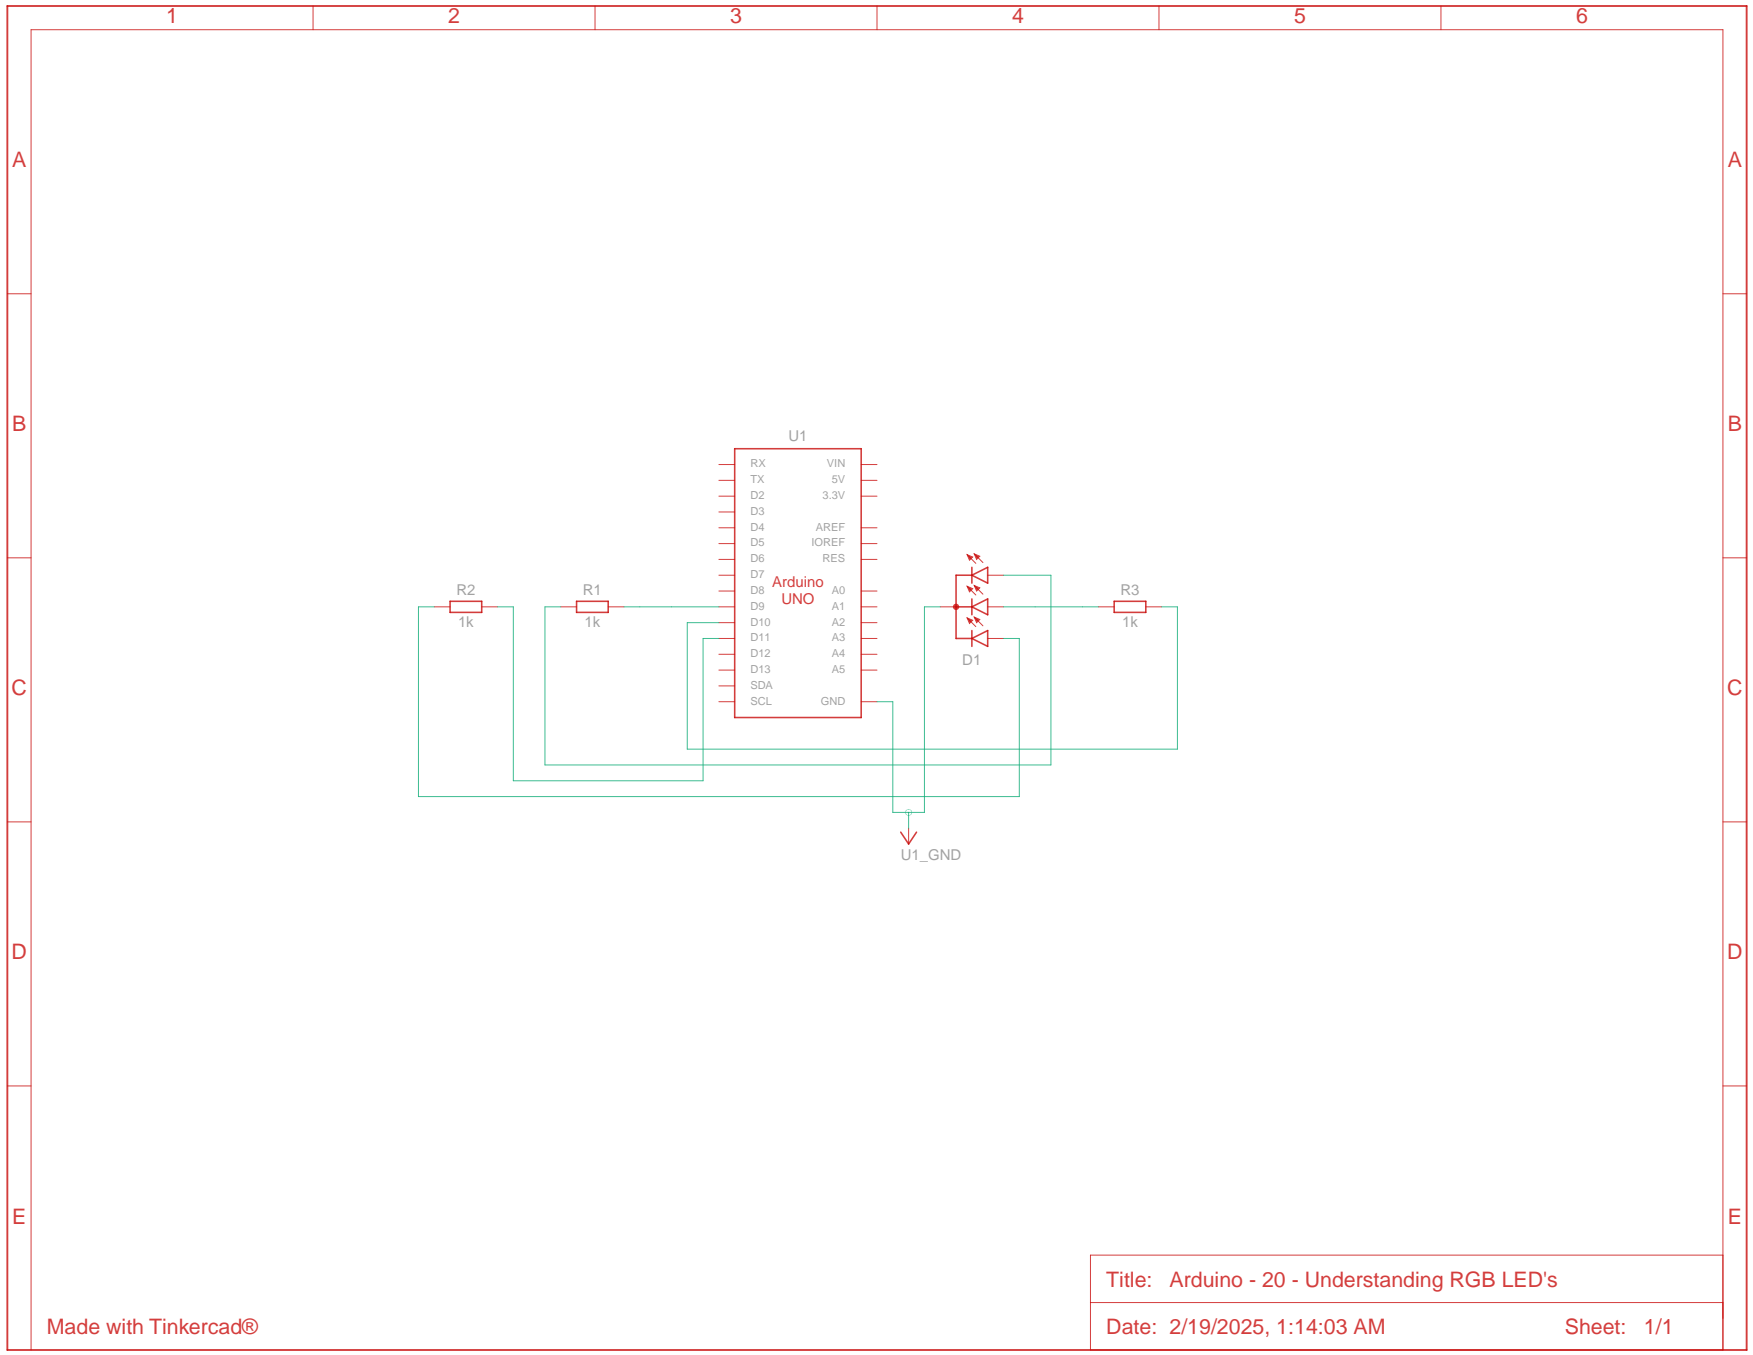 1 2 3 4 5 6
A A
B B
U1
RX VIN
TX 5V
D2 3.3V
D3
D4 AREF
D5 IOREF
D6 RES
D7
Arduino
UNO
D8 A0
D9 A1
D10 A2
D11 A3
D12 A4
D13 A5
SDA
SCL GND
R2
1k
R1
1k
D1
R3
1k
C C
U1_GND
D D
E E
Title: Arduino - 20 - Understanding RGB LED's
Made with Tinkercad®
Date: 2/19/2025, 1:14:03 AM Sheet: 1/1